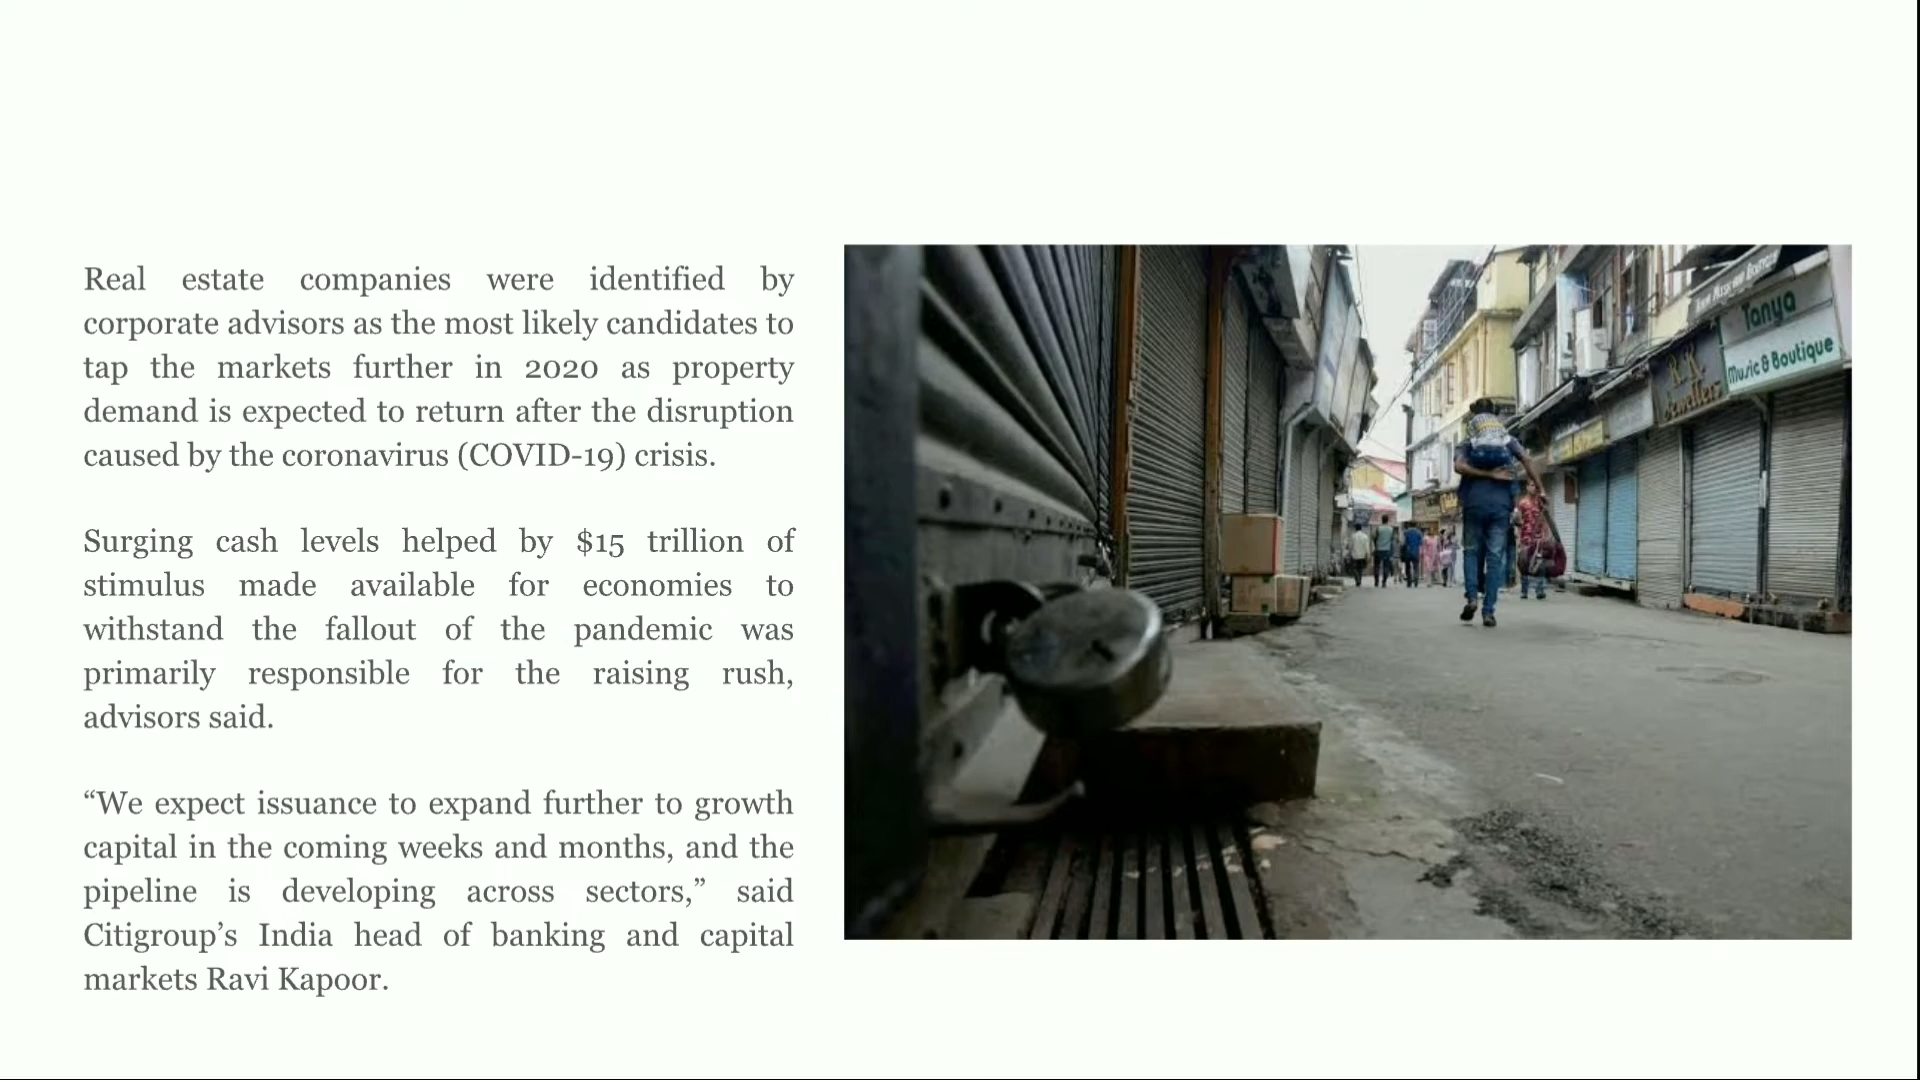 Real estate companies were identified by
corporate advisors as the most likely candidates to
tap the markets further in 2020 as property
demand is expected to return after the disruption
caused by the coronavirus (COVID-19) crisis.
Surging cash levels helped by $15 trillion of
stimulus made available for economies to
withstand the fallout of the pandemic was
primarily responsible for the raising rush,
advisors said.
“We expect issuance to expand further to growth
capital in the coming weeks and months, and the
pipeline is developing across sectors,” said
Citigroup’s India head of banking and capital
markets Ravi Kapoor.
Tanya
Music & Boutique
R.K.
Jewellers